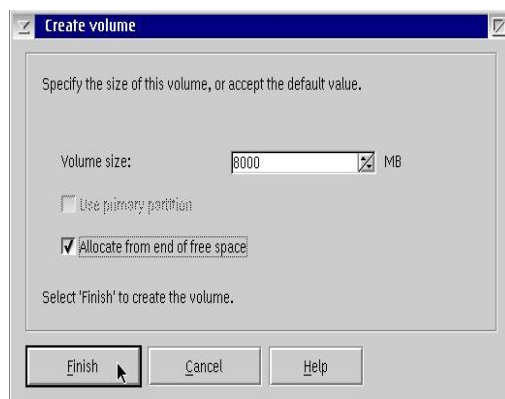 Create volume
Specify the size of this volume, or accept the default value.
Volume size: 8000 MB
Use primary partition
Allocate from end of free space
Select 'Finish' to create the volume.
Finish Cancel Help